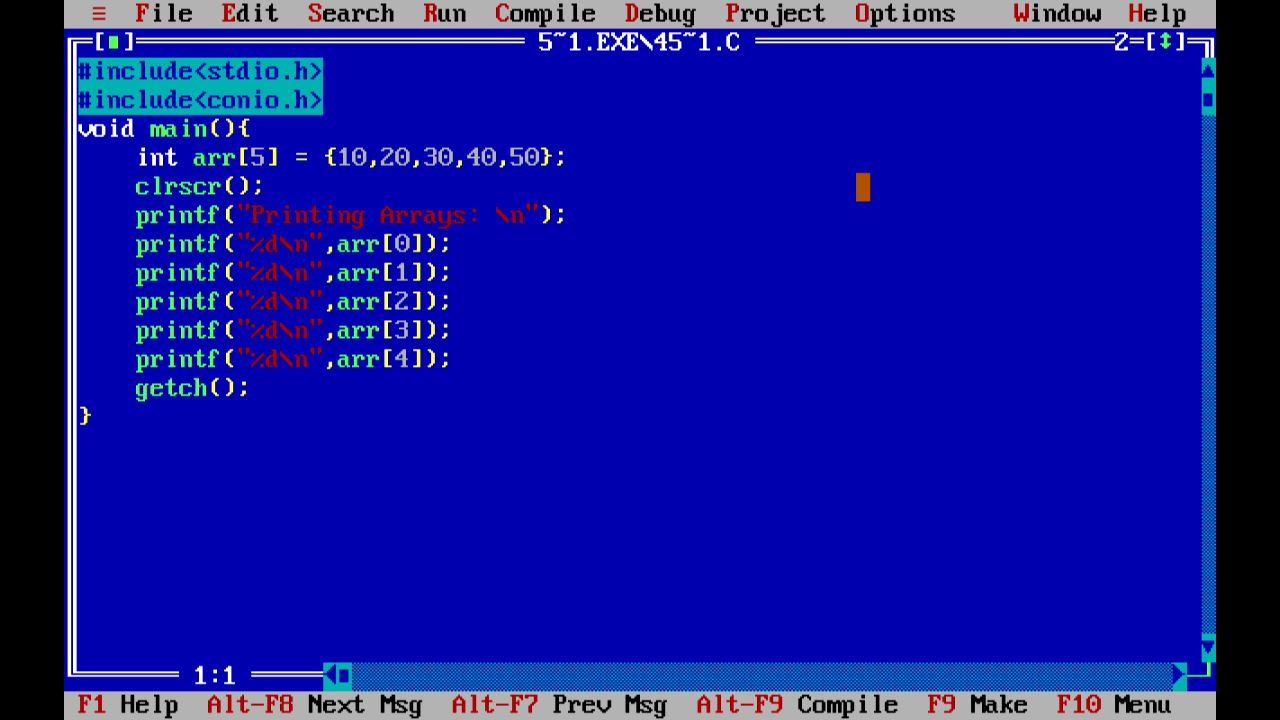 ≡ File Edit Search Run Compile Debug Project Options Window Help
[■] 5~1.EXE\45~1.C 2=[↕]
#include<stdio.h>
#include<conio.h>
void main(){
    int arr[5] = {10,20,30,40,50};
    clrscr();
    printf("Printing Arrays: \n");
    printf("%d\n",arr[0]);
    printf("%d\n",arr[1]);
    printf("%d\n",arr[2]);
    printf("%d\n",arr[3]);
    printf("%d\n",arr[4]);
    getch();
}
1:1
F1 Help Alt-F8 Next Msg Alt-F7 Prev Msg Alt-F9 Compile F9 Make F10 Menu